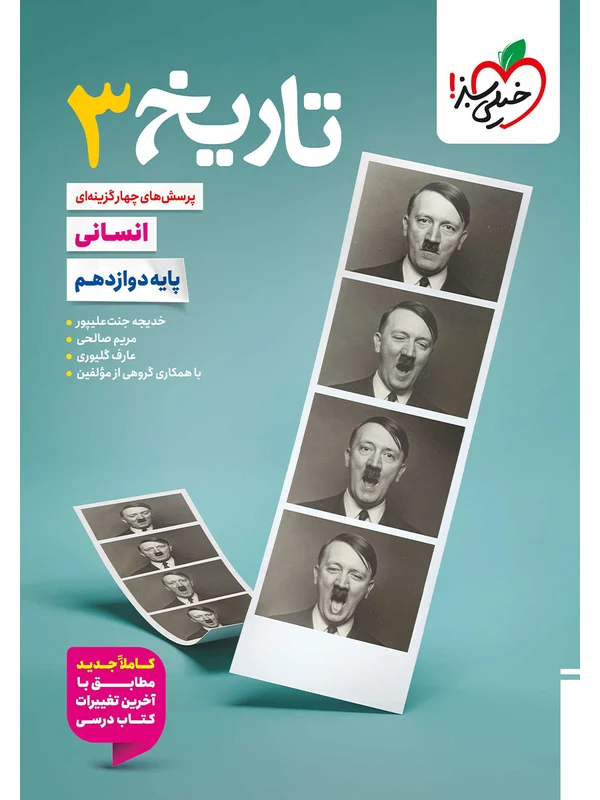 خیلی سبز!
تاریخ ۳
پرسش‌های چهارگزینه‌ای
انسانی
پایه دوازدهم
خدیجه جنت‌علیپور
مریم صالحی
عارف گلیوری
با همکاری گروهی از مؤلفین
کاملاً جدید
مطابق با
آخرین تغییرات
کتاب درسی